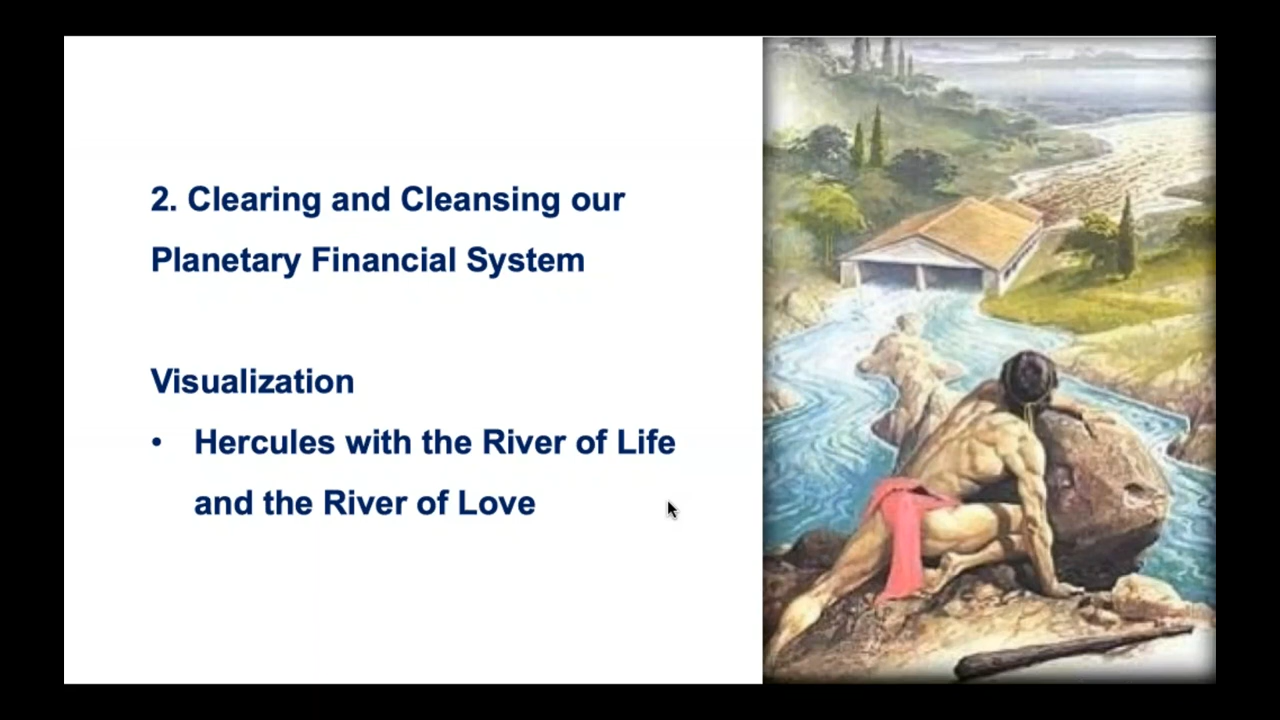 2. Clearing and Cleansing our
Planetary Financial System
Visualization
• Hercules with the River of Life
and the River of Love